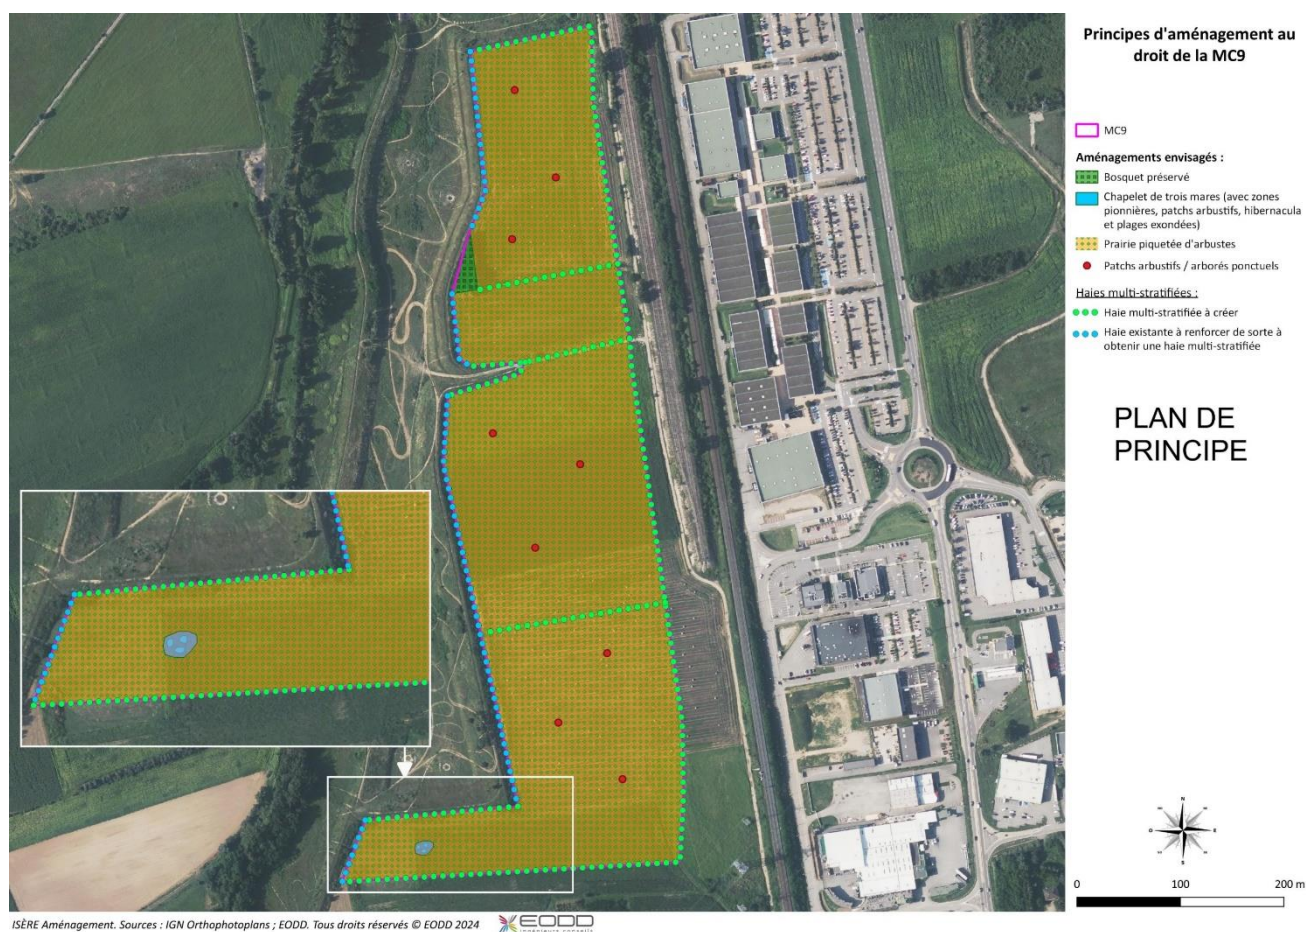 Principes d'aménagement au
droit de la MC9
MC9
Aménagements envisagés :
Bosquet préservé
Chapelet de trois mares (avec zones
pionnières, patchs arbustifs, hibernacula
et plages exondées)
Prairie piquetée d'arbustes
Patchs arbustifs / arborés ponctuels
Haies multi-stratifiées :
Haie multi-stratifiée à créer
Haie existante à renforcer de sorte à
obtenir une haie multi-stratifiée
PLAN DE
PRINCIPE
N
O E
S
0 100 200 m
ISÈRE Aménagement. Sources : IGN Orthophotoplans ; EODD. Tous droits réservés © EODD 2024
EODD
ingénieurs conseils